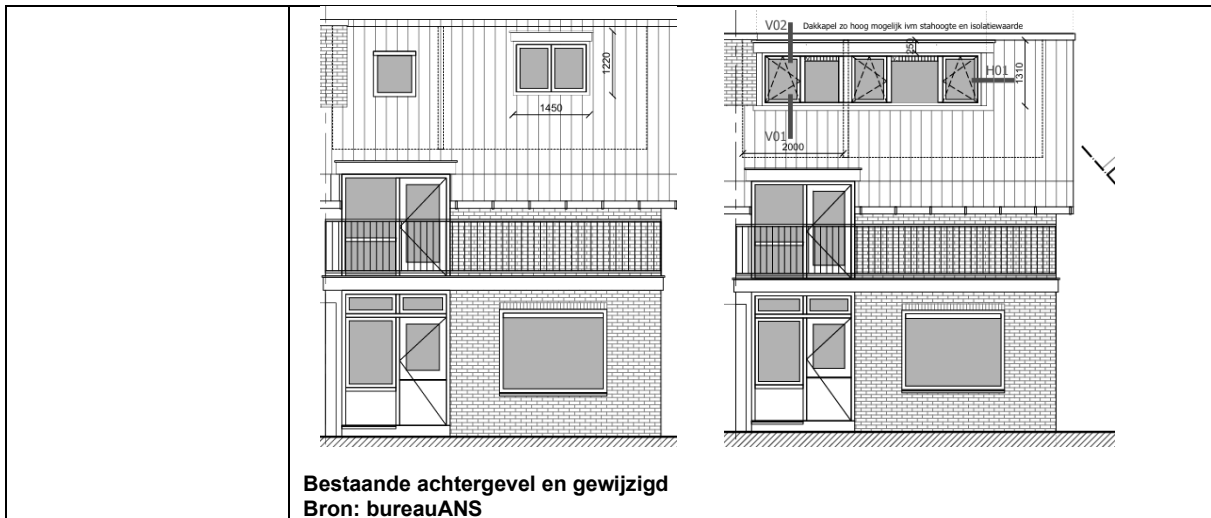 1220
1450
V02
Dakkapel zo hoog mogelijk ivm stahoogte en isolatiewaarde
250
1310
H01
V01
2000
Bestaande achtergevel en gewijzigd
Bron: bureauANS